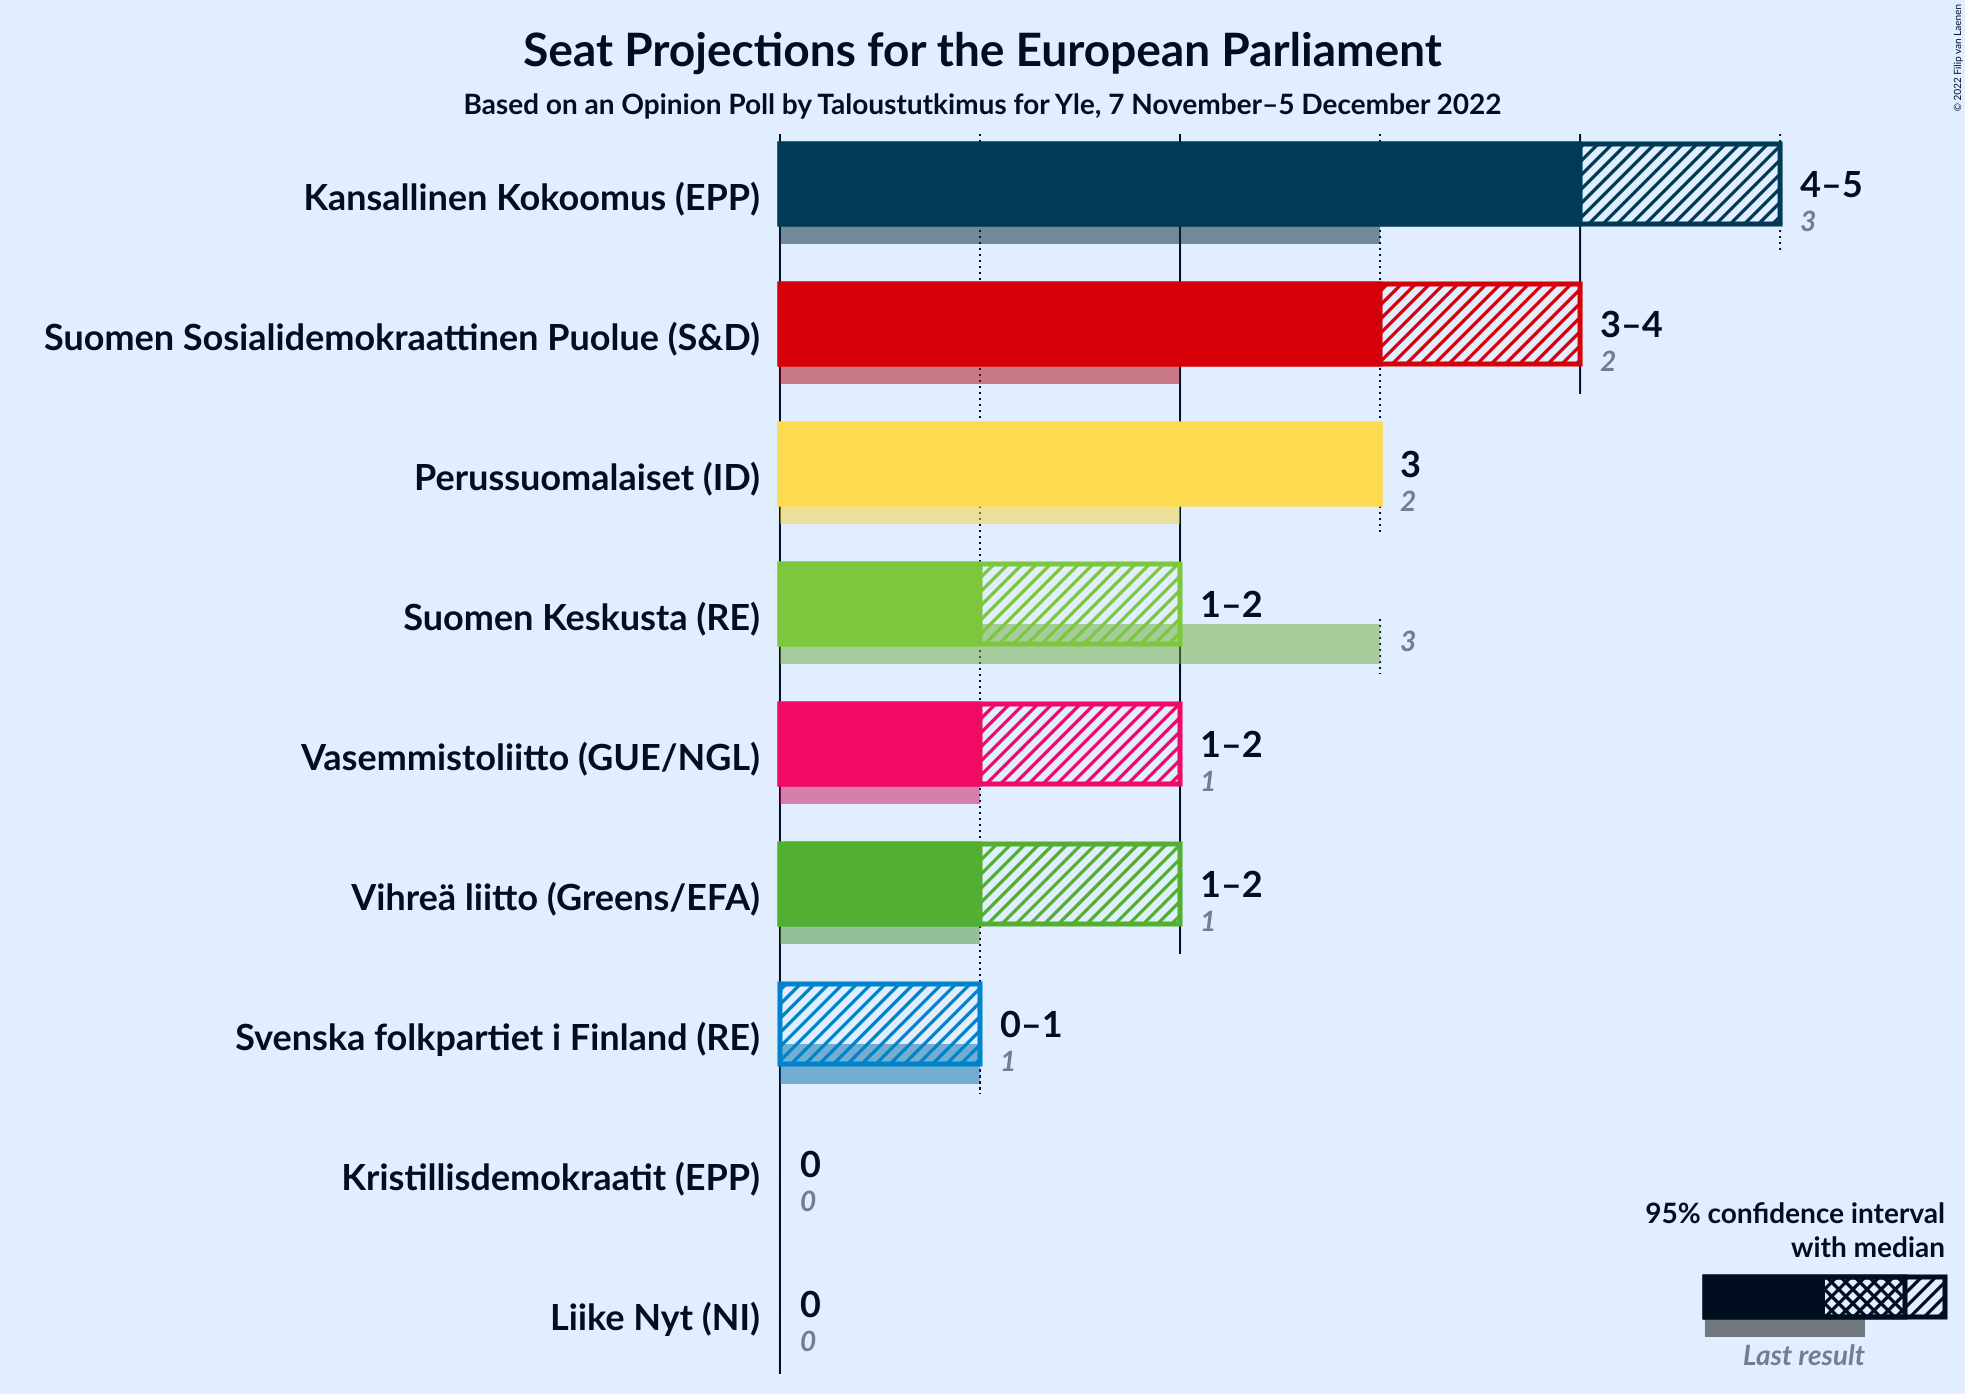 Seat Projections for the European Parliament
Based on an Opinion Poll by Taloustutkimus for Yle, 7 November–5 December 2022
© 2022 Filip van Laenen
Kansallinen Kokoomus (EPP)
4–5
3
Suomen Sosialidemokraattinen Puolue (S&D)
3–4
2
Perussuomalaiset (ID)
3
2
Suomen Keskusta (RE)
1–2
3
Vasemmistoliitto (GUE/NGL)
1–2
1
Vihreä liitto (Greens/EFA)
1–2
1
Svenska folkpartiet i Finland (RE)
0–1
1
Kristillisdemokraatit (EPP)
0
0
Liike Nyt (NI)
0
0
95% confidence interval
with median
Last result